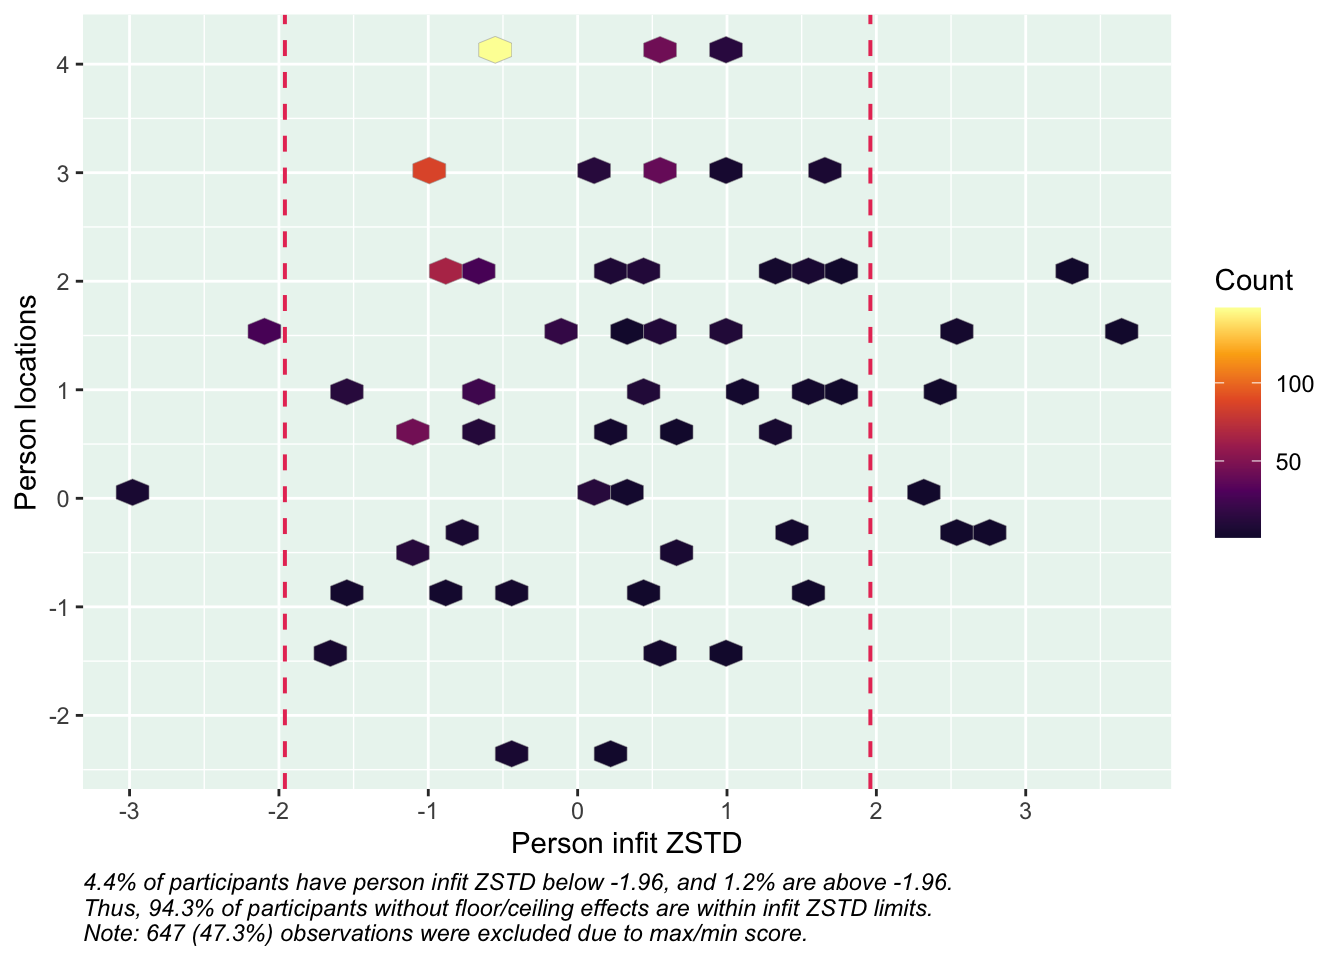 4
3
2
1
0
-1
-2
Person locations
-3
-2
-1
0
1
2
3
Person infit ZSTD
Count
100
50
4.4% of participants have person infit ZSTD below -1.96, and 1.2% are above -1.96.
Thus, 94.3% of participants without floor/ceiling effects are within infit ZSTD limits.
Note: 647 (47.3%) observations were excluded due to max/min score.